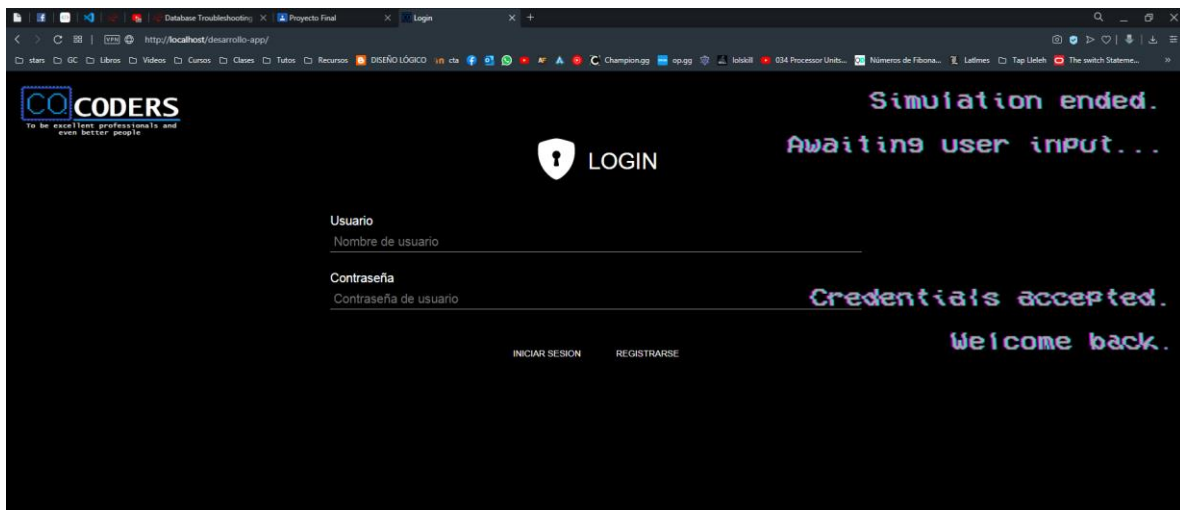 Database Troubleshooting
Proyecto Final
Login
VPN
http://localhost/desarrollo-app/
stars GC Libros Videos Cursos Clases Tutos Recursos DISEÑO LÓGICO cta Champion.gg op.gg lolskill 034 Processor Units... Números de Fibona... LatImes Tap Lleleh The switch Stateme...
CO CODERS
To be excellent professionals and
even better people
Simulation ended.
Awaiting user input...
LOGIN
Usuario
Nombre de usuario
Contraseña
Contraseña de usuario
Credentials accepted.
Welcome back.
INICIAR SESION REGISTRARSE